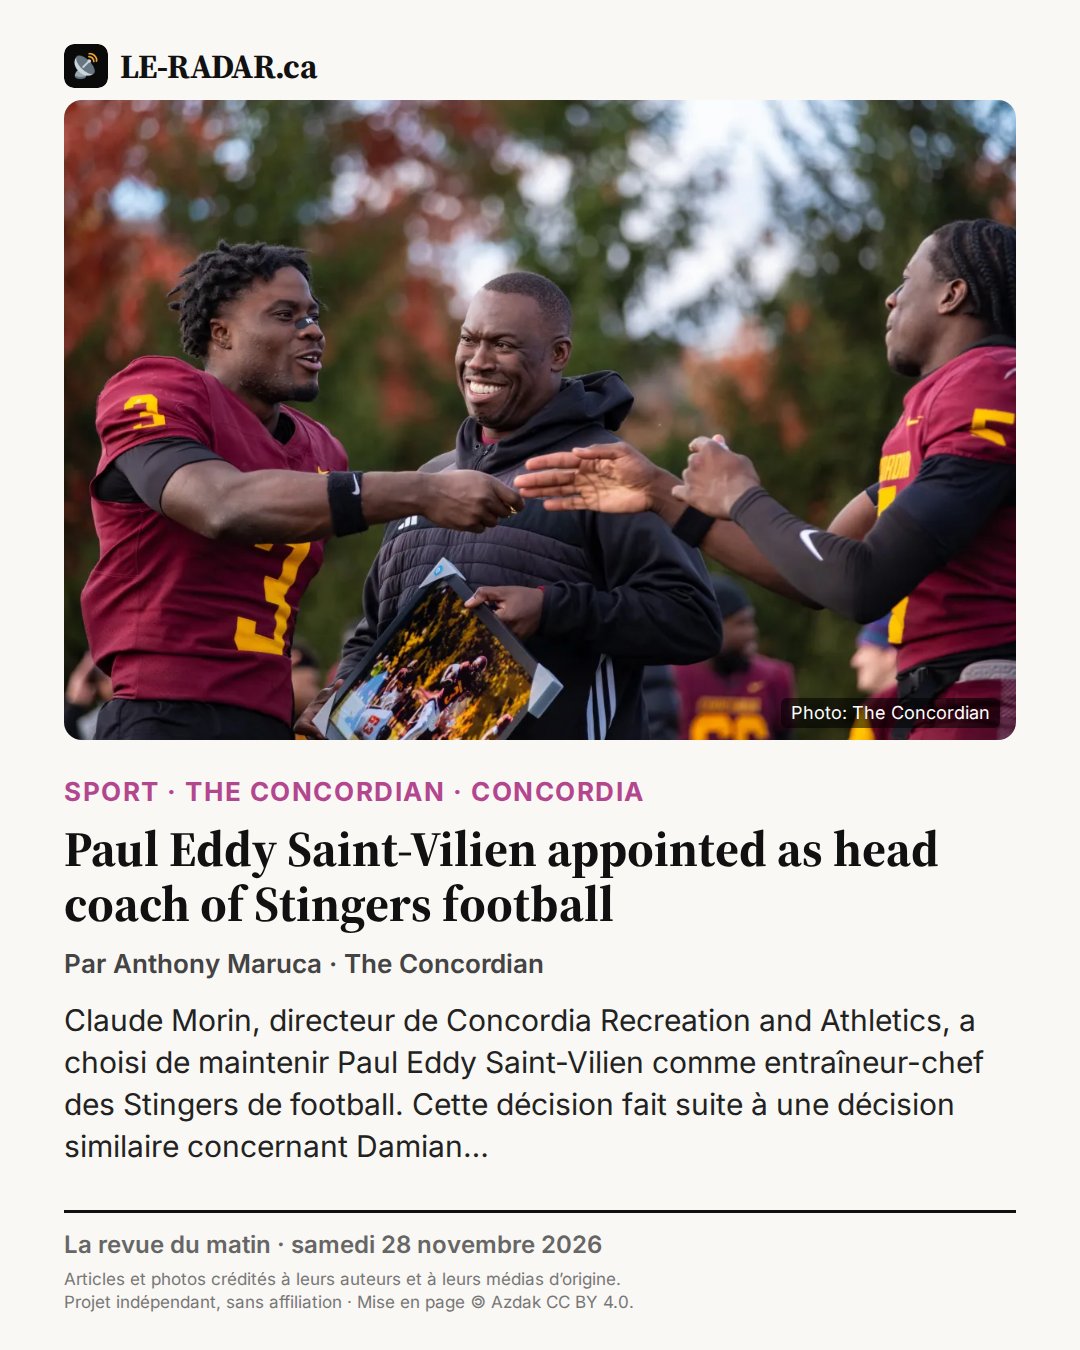 LE-RADAR.ca
3
5
3
Photo: The Concordian
SPORT · THE CONCORDIAN · CONCORDIA
Paul Eddy Saint-Vilien appointed as head
coach of Stingers football
Par Anthony Maruca · The Concordian
Claude Morin, directeur de Concordia Recreation and Athletics, a
choisi de maintenir Paul Eddy Saint-Vilien comme entraîneur-chef
des Stingers de football. Cette décision fait suite à une décision
similaire concernant Damian...
La revue du matin · samedi 28 novembre 2026
Articles et photos crédités à leurs auteurs et à leurs médias d’origine.
Projet indépendant, sans affiliation · Mise en page © Azdak CC BY 4.0.